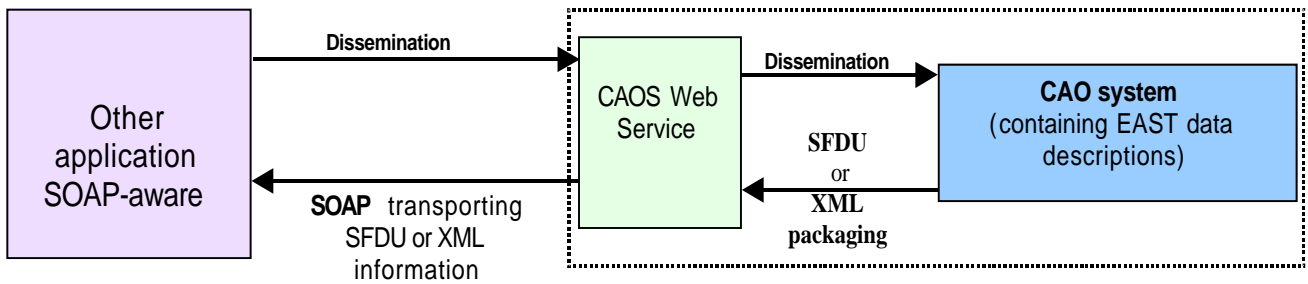 Other
application
SOAP-aware
Dissemination
SOAP transporting
SFDU or XML
information
CAOS Web
Service
Dissemination
SFDU
or
XML
packaging
CAO system
(containing EAST data
descriptions)